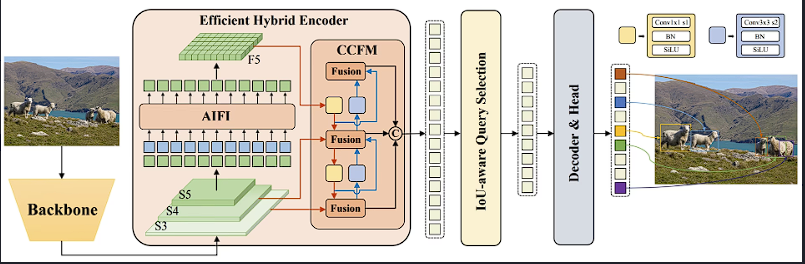 Efficient Hybrid Encoder
F5
CCFM
Fusion
AIFI
Fusion
S5
S4
S3
Fusion
Backbone
©
IoU-aware Query Selection
Decoder & Head
Conv1x1 s1
BN
SiLU
Conv3x3 s2
BN
SiLU